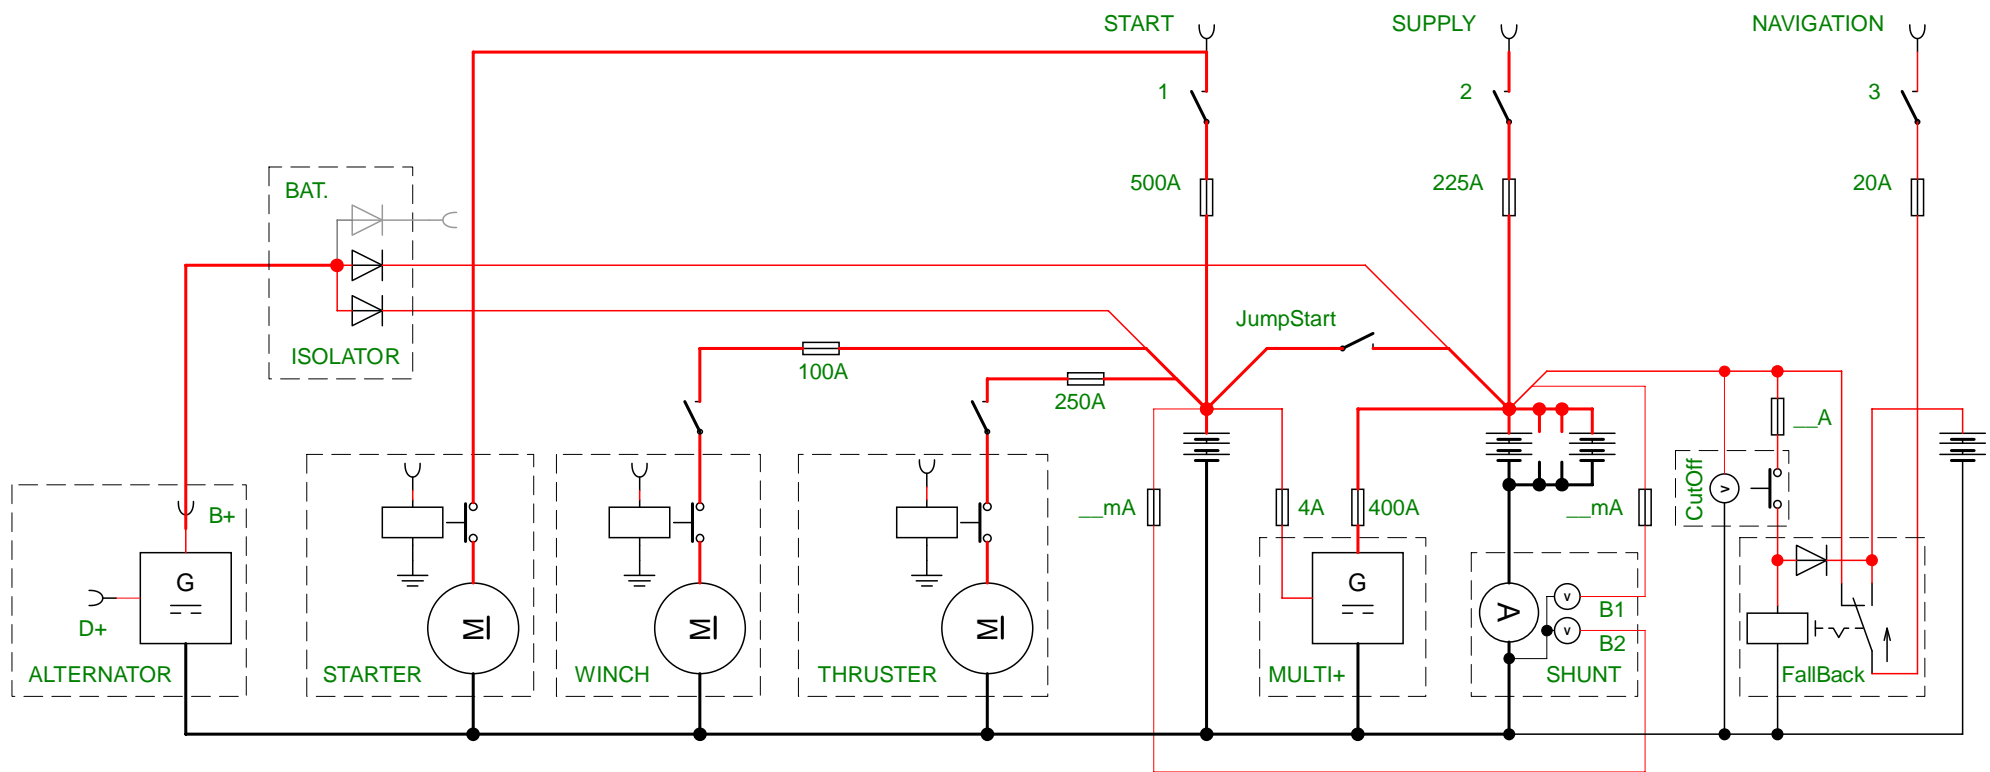 START
SUPPLY
NAVIGATION
1
2
3
500A
225A
20A
BAT.
ISOLATOR
JumpStart
100A
250A
__A
CutOff
V
B+
__mA
4A
400A
__mA
G
G
D+
M
M
M
A
V
B1
V
B2
ALTERNATOR
STARTER
WINCH
THRUSTER
MULTI+
SHUNT
FallBack